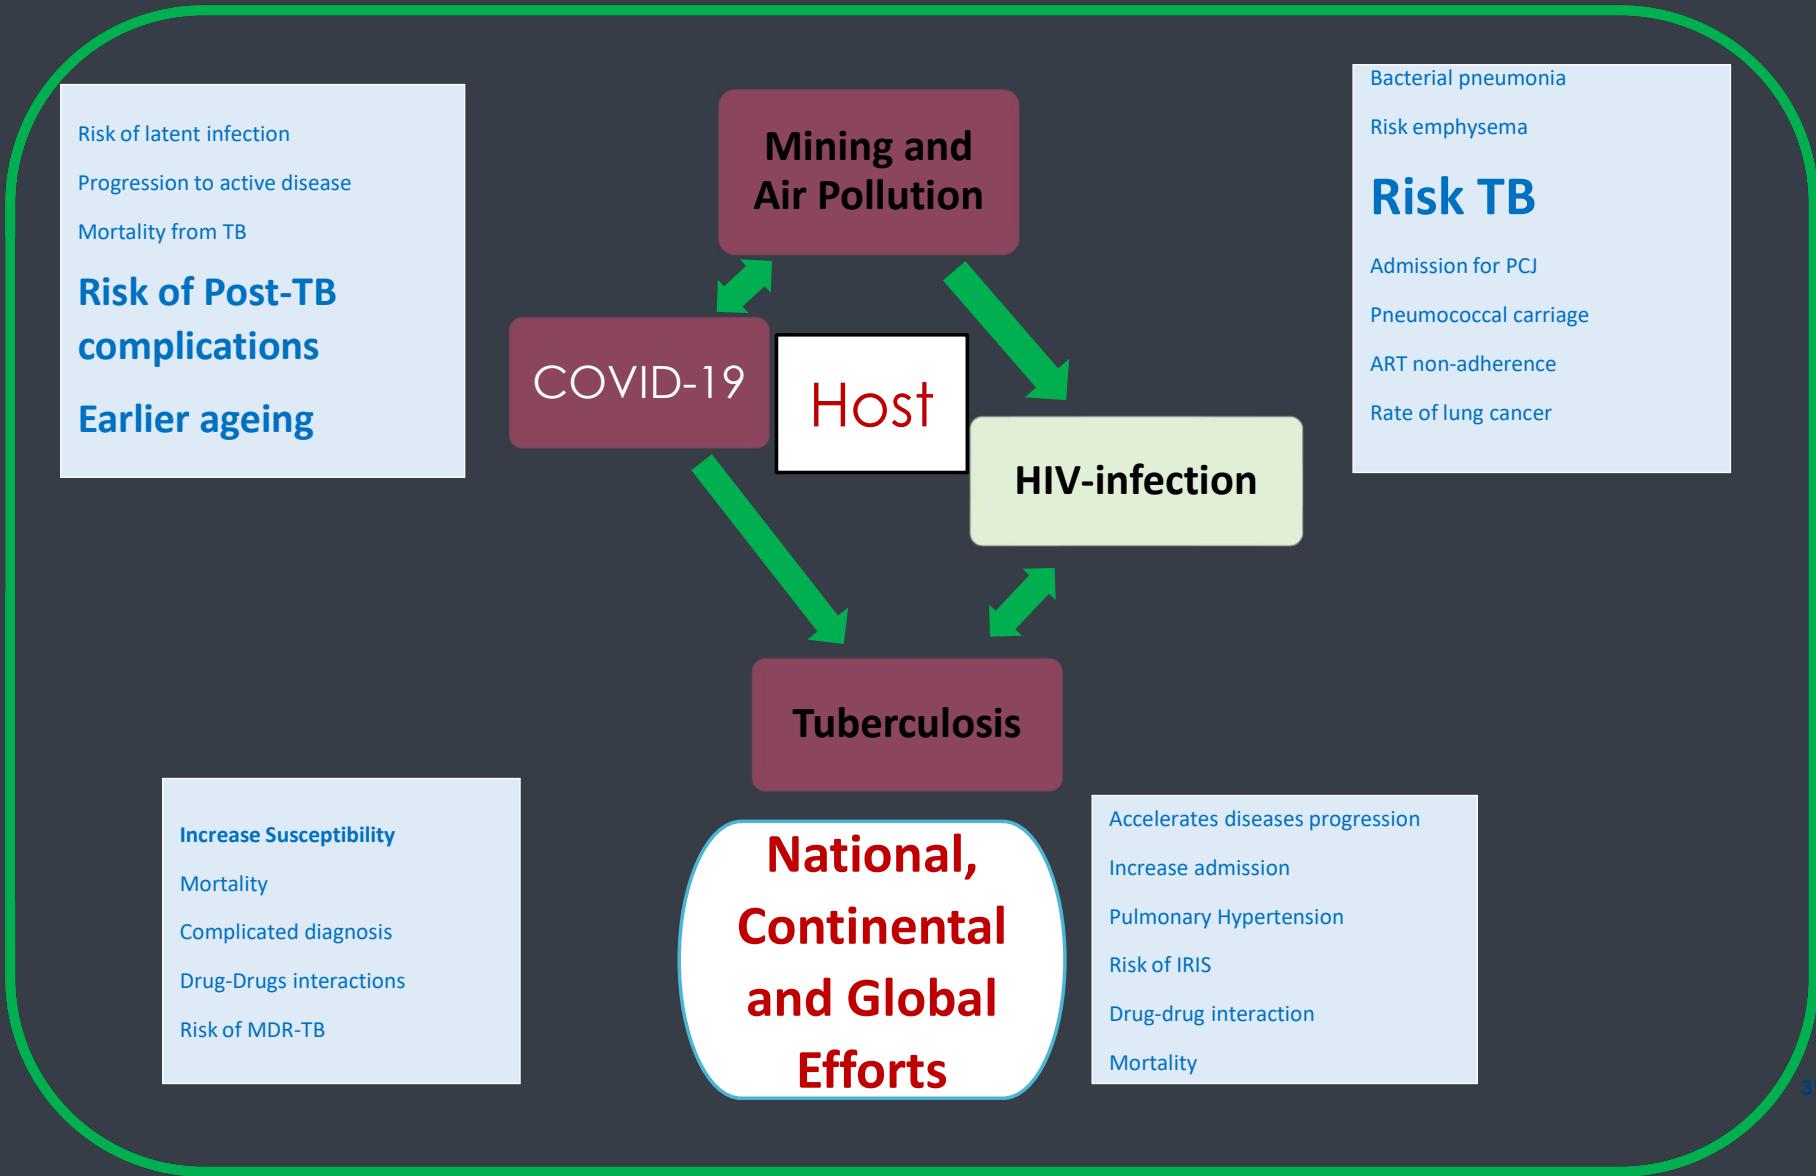 Risk of latent infection
Progression to active disease
Mortality from TB
Risk of Post-TB
complications
Earlier ageing
Mining and
Air Pollution
Bacterial pneumonia
Risk emphysema
Risk TB
Admission for PCJ
Pneumococcal carriage
ART non-adherence
Rate of lung cancer
COVID-19
Host
HIV-infection
Tuberculosis
Increase Susceptibility
Mortality
Complicated diagnosis
Drug-Drugs interactions
Risk of MDR-TB
National,
Continental
and Global
Efforts
Accelerates diseases progression
Increase admission
Pulmonary Hypertension
Risk of IRIS
Drug-drug interaction
Mortality